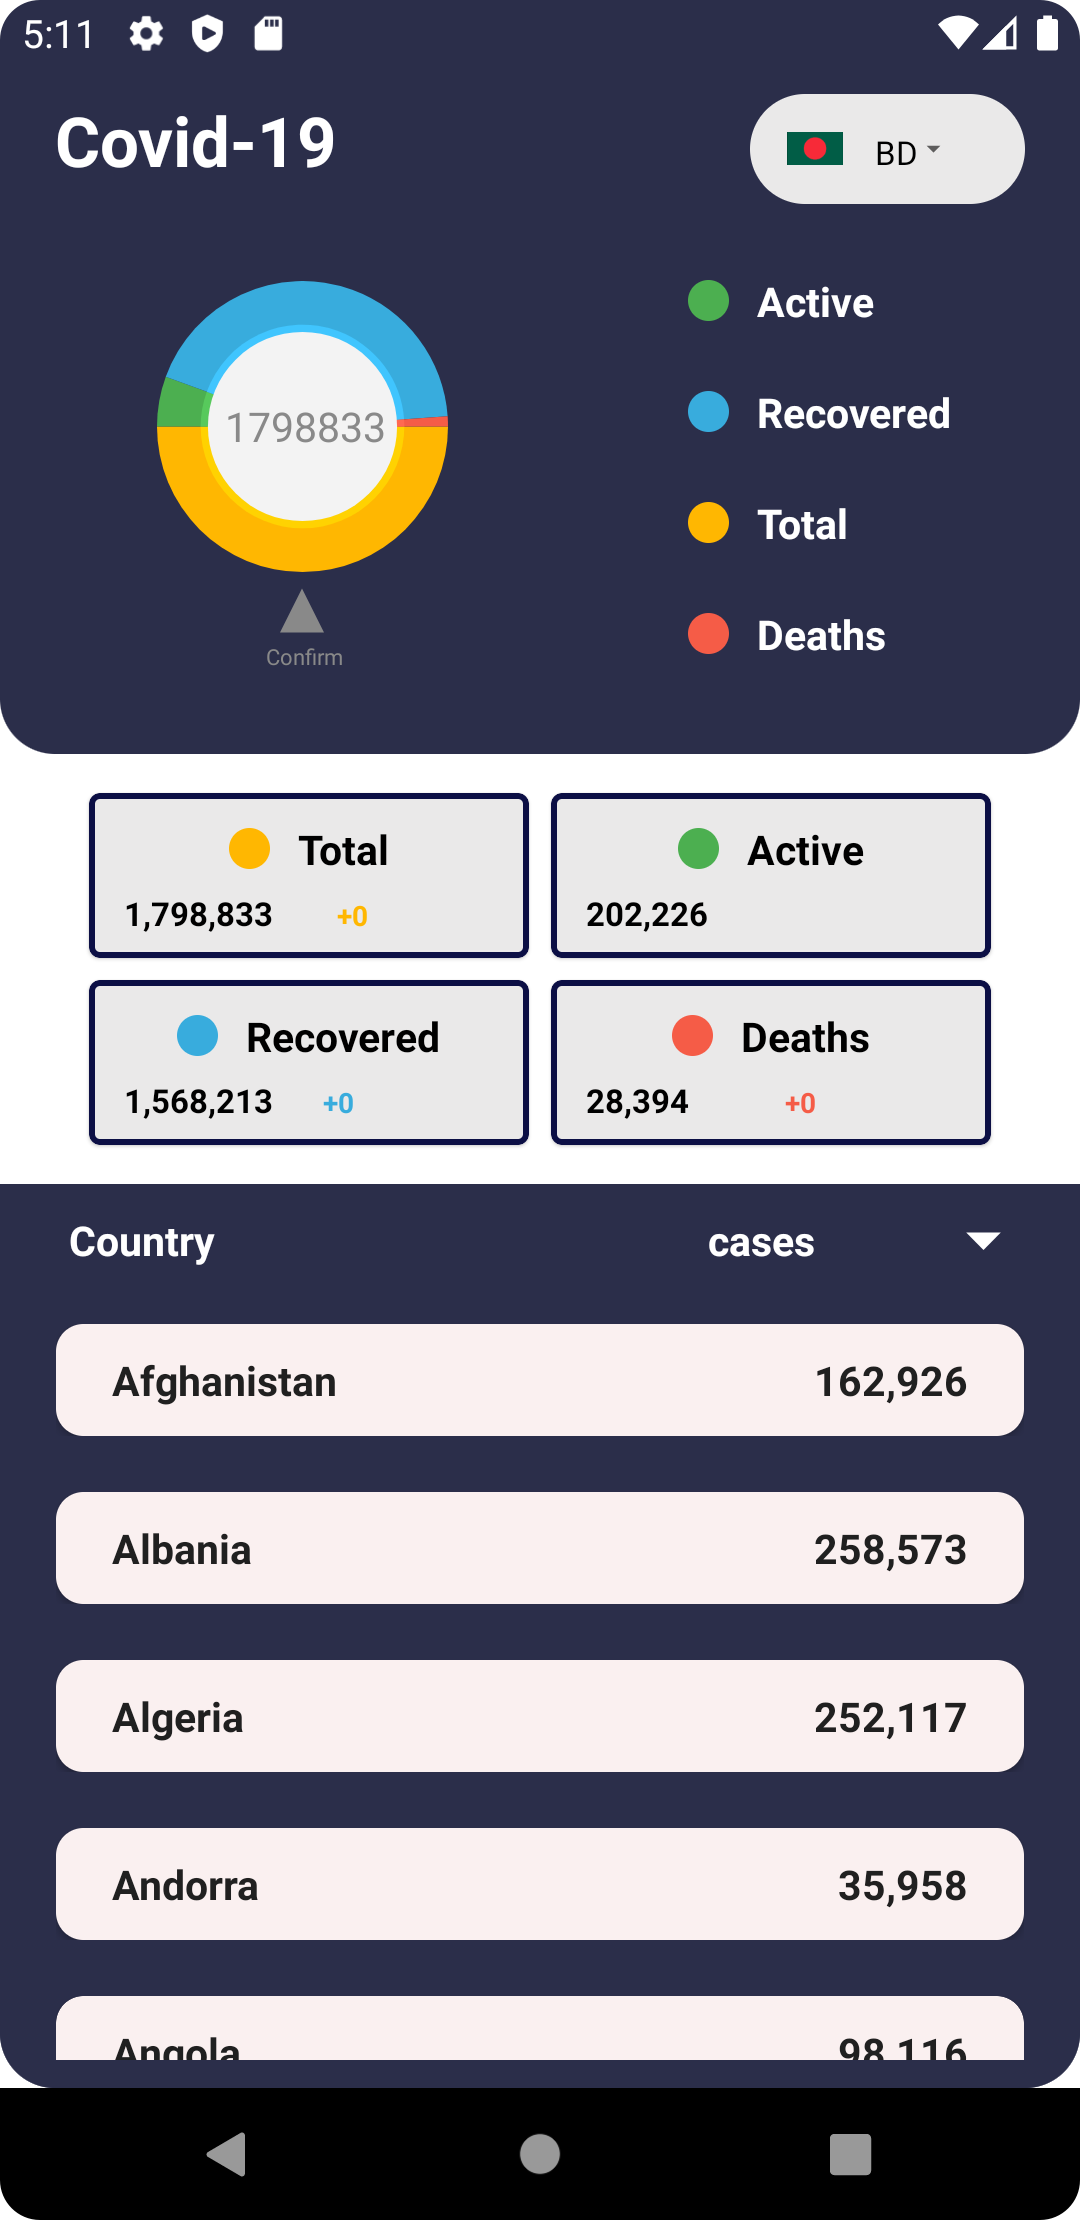 5:11
Covid-19
BD
Active
Recovered
1798833
Total
Deaths
Confirm
Total
1,798,833 +0
Active
202,226
Recovered
1,568,213 +0
Deaths
28,394 +0
Country cases
Afghanistan 162,926
Albania 258,573
Algeria 252,117
Andorra 35,958
Angola 98,116